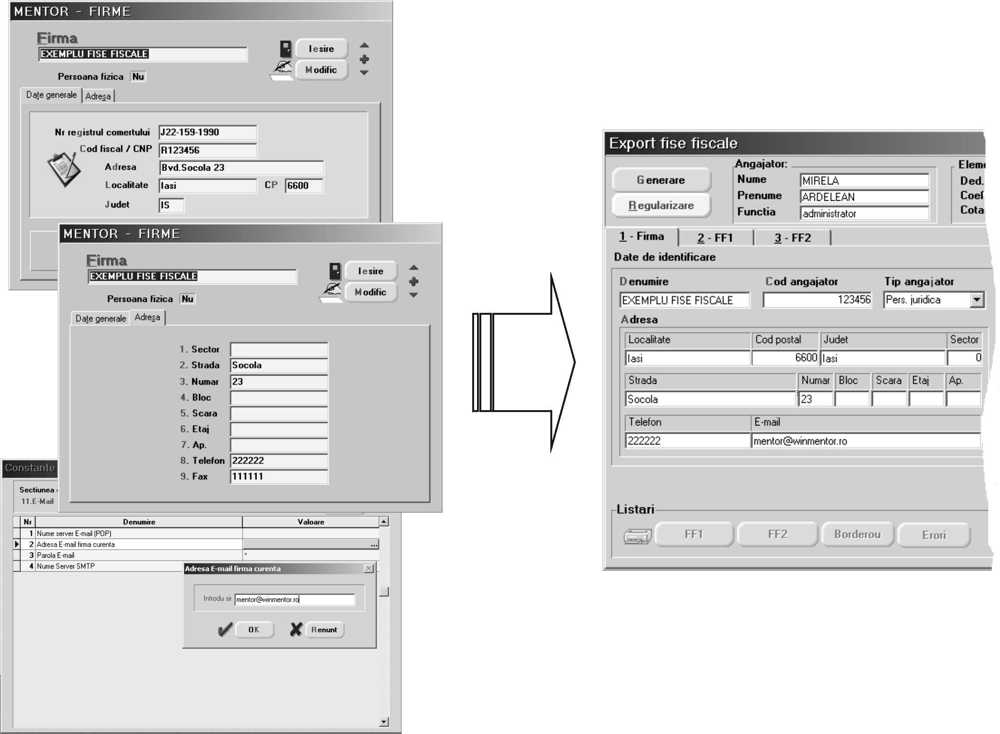 MENTOR - FIRME
Firma
EXEMPLU FISE FISCALE
Iesire
Modific
Persoana fizica Nu
Date generale Adresa
Nr registrul comertului J22-159-1990
Cod fiscal / CNP R123456
Adresa Bvd.Socola 23
Localitate Iasi CP 6600
Judet IS
MENTOR - FIRME
Firma
EXEMPLU FISE FISCALE
Iesire
Modific
Persoana fizica Nu
Date generale Adresa
1. Sector
2. Strada Socola
3. Numar 23
4. Bloc
5. Scara
6. Etaj
7. Ap.
8. Telefon 222222
9. Fax 111111
Constante
Sectiunea
11.E-Mail
Nr Denumire Valoare
1 Nume server E-mail (POP)
2 Adresa E-mail firma curenta ...
3 Parola E-mail *
4 Nume Server SMTP
Adresa E-mail firma curenta
Introdu sir mentor@winmentor.ro
OK Renunt
Export fise fiscale
Generare
Regularizare
Angajator:
Nume MIRELA
Prenume ARDELEAN
Functia administrator
Elem
Ded.
Coef
Cota
1 - Firma 2 - FF1 3 - FF2
Date de identificare
Denumire Cod angajator Tip angajator
EXEMPLU FISE FISCALE 123456 Pers. juridica
Adresa
Localitate Cod postal Judet Sector
Iasi 6600 Iasi 0
Strada Numar Bloc Scara Etaj Ap.
Socola 23
Telefon E-mail
222222 mentor@winmentor.ro
Listari
FF1 FF2 Borderou Erori